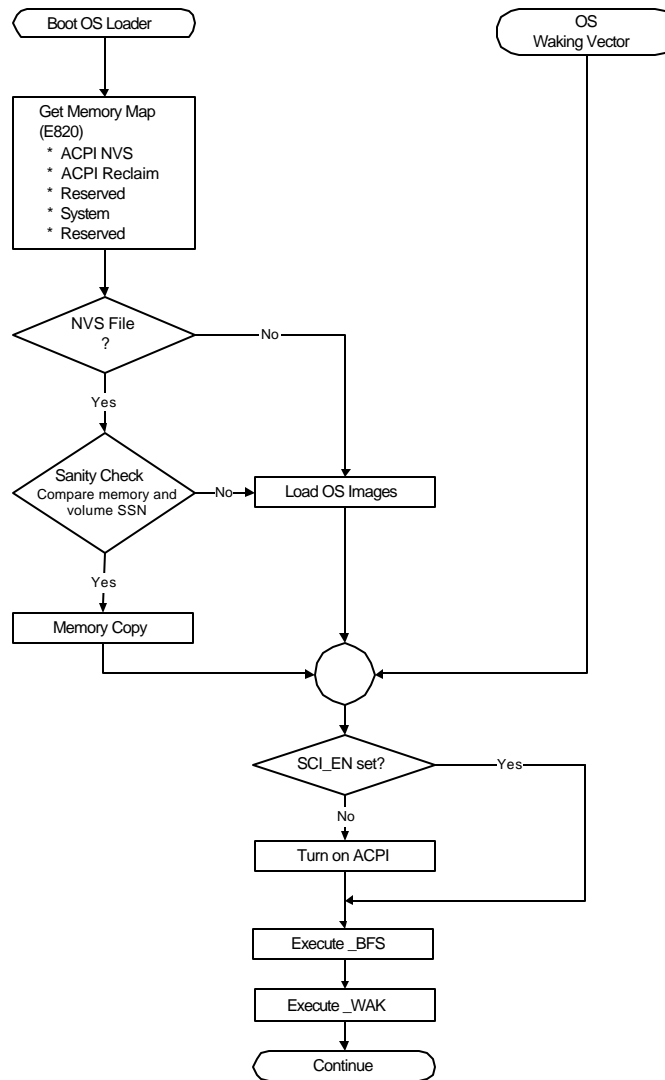 Boot OS Loader
OS
Waking Vector
Get Memory Map
(E820)
* ACPI NVS
* ACPI Reclaim
* Reserved
* System
* Reserved
NVS File
?
No
Yes
Sanity Check
Compare memory and
volume SSN
No
Load OS Images
Yes
Memory Copy
SCI_EN set?
Yes
No
Turn on ACPI
Execute _BFS
Execute _WAK
Continue